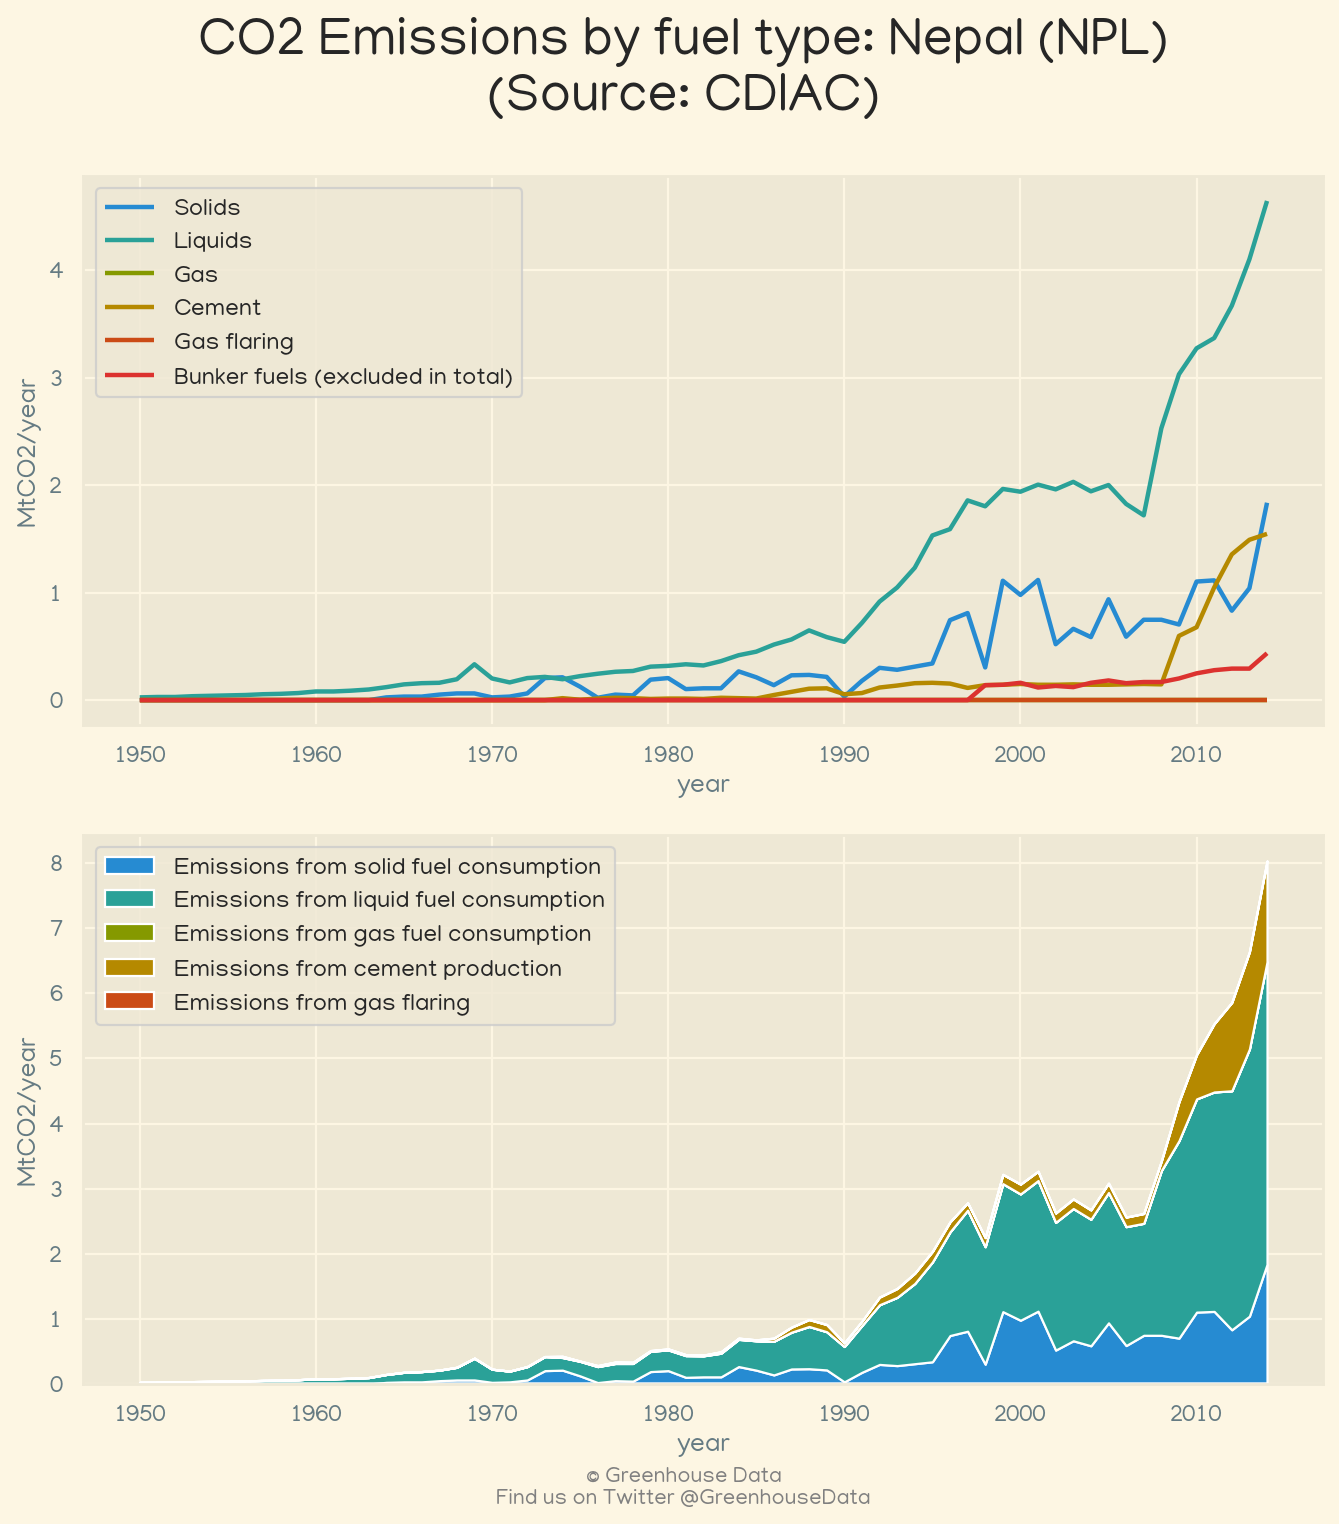 CO2 Emissions by fuel type: Nepal (NPL)
(Source: CDIAC)
Solids
Liquids
Gas
Cement
Gas flaring
Bunker fuels (excluded in total)
MtCO2/year
4
3
2
1
0
1950 1960 1970 1980 1990 2000 2010
year
Emissions from solid fuel consumption
Emissions from liquid fuel consumption
Emissions from gas fuel consumption
Emissions from cement production
Emissions from gas flaring
MtCO2/year
8
7
6
5
4
3
2
1
0
1950 1960 1970 1980 1990 2000 2010
year
© Greenhouse Data
Find us on Twitter @GreenhouseData